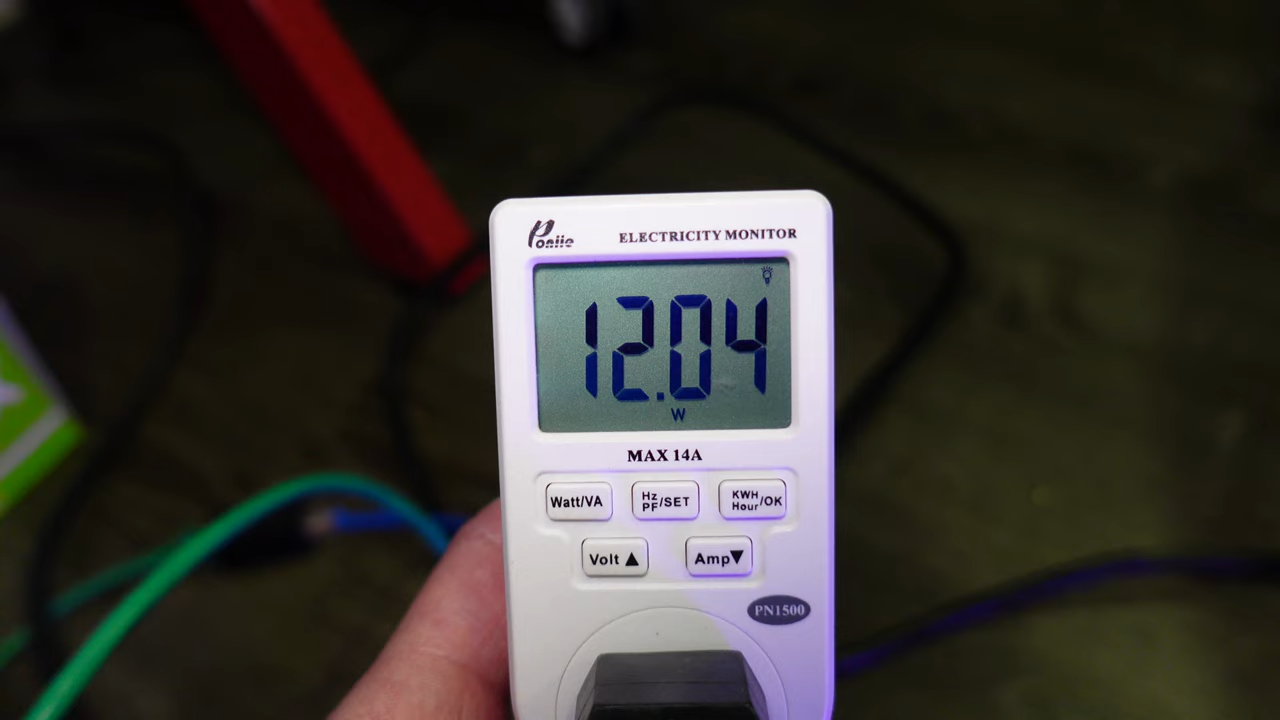 Poniie
ELECTRICITY MONITOR
12.04
W
MAX 14A
Watt/VA
Hz
PF/SET
KWH
Hour/OK
Volt ▲
Amp▼
PN1500